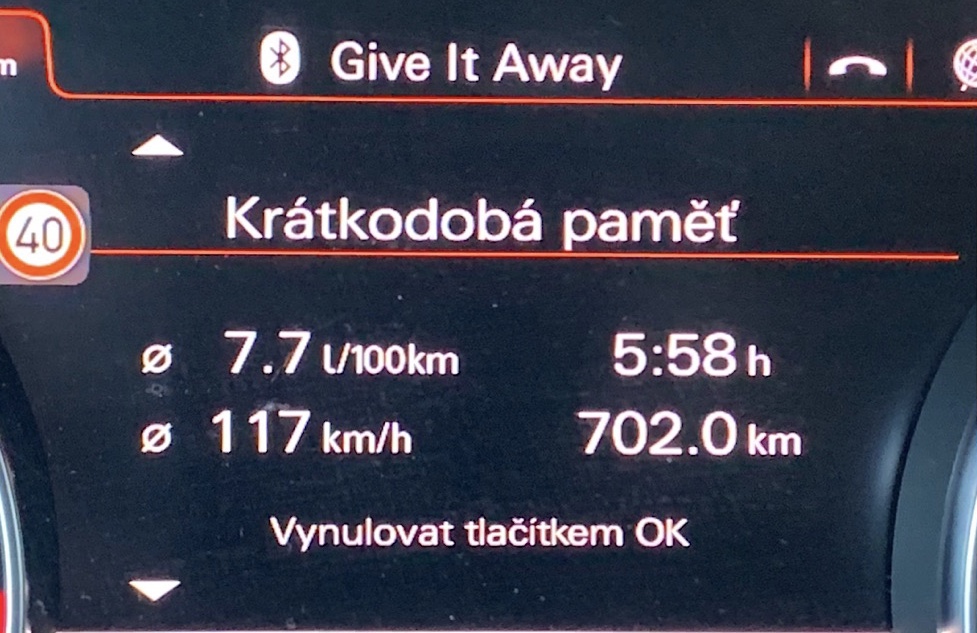 m
Give It Away
Krátkodobá paměť
40
ø 7.7 l/100km 5:58 h
ø 117 km/h 702.0 km
Vynulovat tlačítkem OK